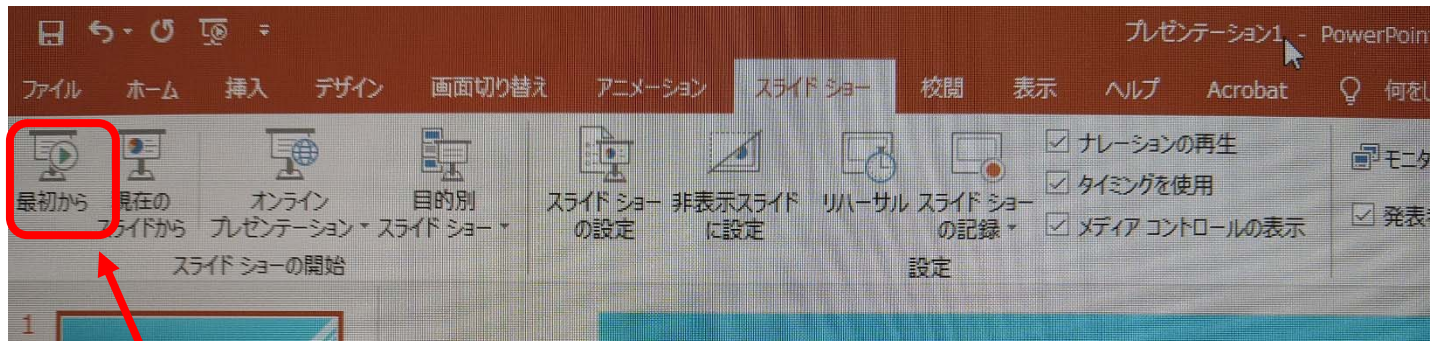 プレゼンテーション1 - PowerPoint
ファイル ホーム 挿入 デザイン 画面切り替え アニメーション スライド ショー 校閲 表示 ヘルプ Acrobat 何をし
最初から 現在の オンライン 目的別 スライド ショー 非表示スライド リハーサル スライド ショー
スライドから プレゼンテーション スライド ショー の設定 に設定 の記録
ナレーションの再生
タイミングを使用
メディア コントロールの表示
モニタ
発表
スライド ショーの開始 設定
1